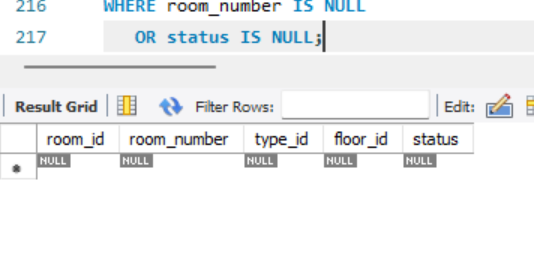 216 WHERE room_number IS NULL
217 OR status IS NULL;
Result Grid Filter Rows: Edit:
room_id room_number type_id floor_id status
NULL NULL NULL NULL NULL